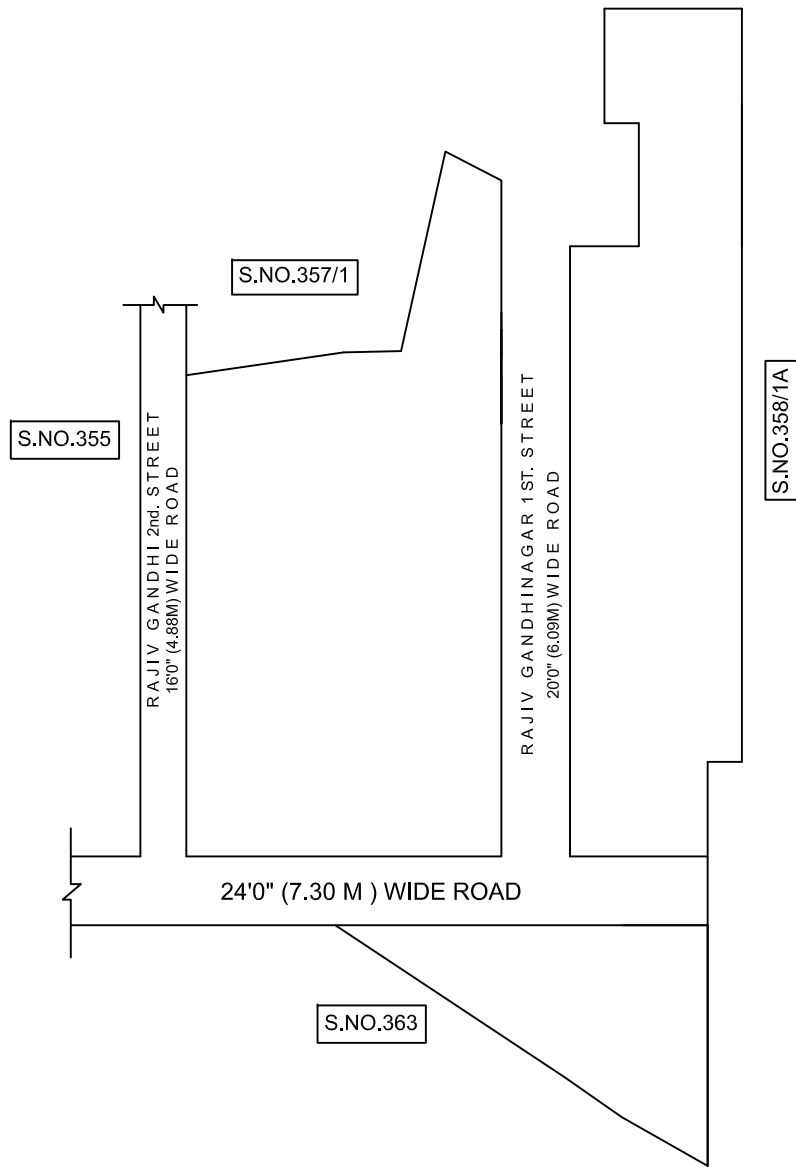 S.NO.357/1
S.NO.355
RAJIV GANDHI 2nd. STREET
16'0" (4.88M) WIDE ROAD
RAJIV GANDHINAGAR 1ST. STREET
20'0" (6.09M) WIDE ROAD
S.NO.358/1A
24'0" (7.30 M ) WIDE ROAD
S.NO.363